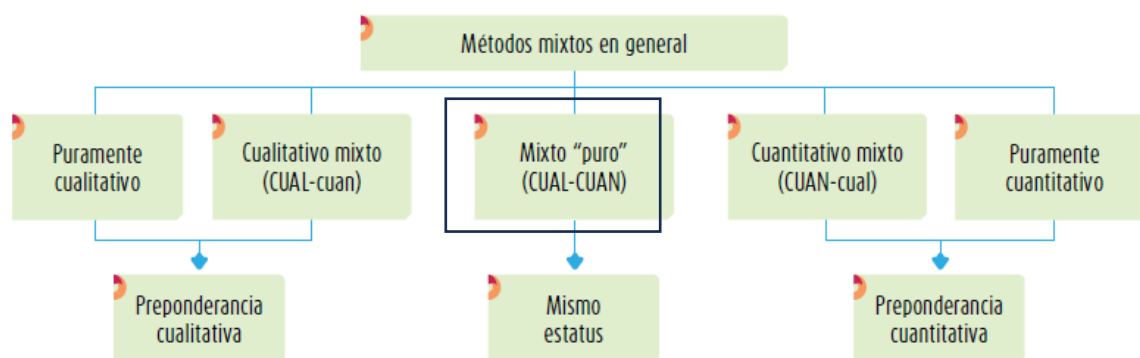 Métodos mixtos en general
Puramente
cualitativo
Cualitativo mixto
(CUAL-cuan)
Mixto “puro”
(CUAL-CUAN)
Cuantitativo mixto
(CUAN-cual)
Puramente
cuantitativo
Preponderancia
cualitativa
Mismo
estatus
Preponderancia
cuantitativa